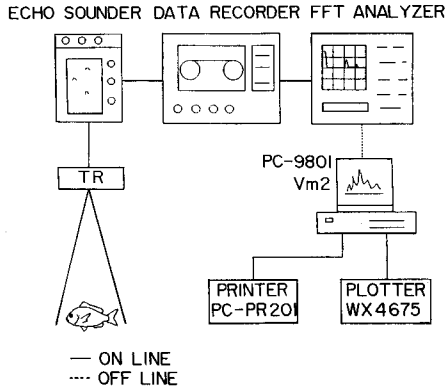 ECHO SOUNDER DATA RECORDER FFT ANALYZER
TR
PC-9801
Vm2
PRINTER
PC-PR201
PLOTTER
WX4675
ON LINE
OFF LINE